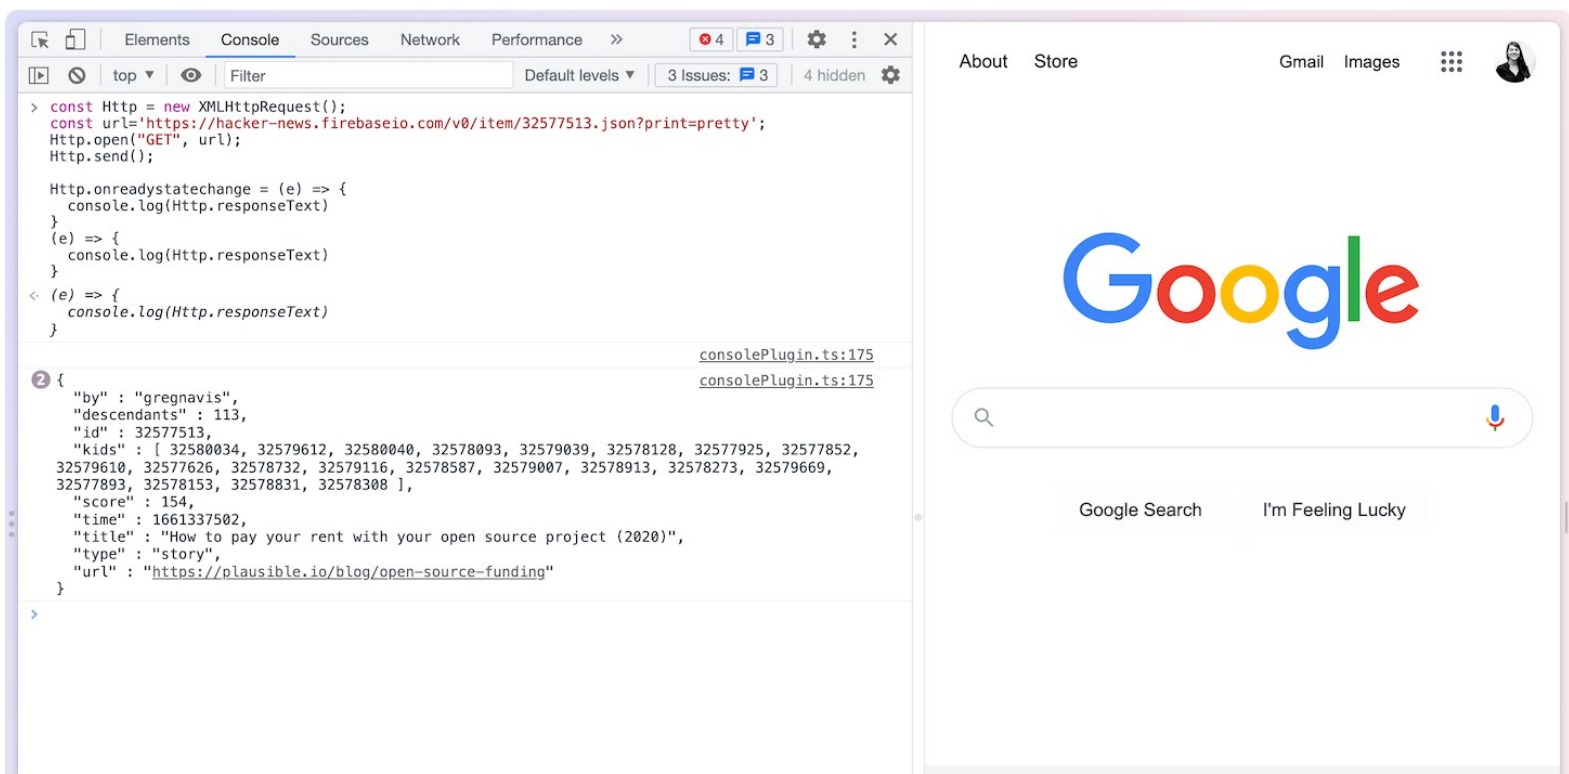 Elements Console Sources Network Performance » 4 3
top ▼ Filter Default levels ▼ 3 Issues: 3 4 hidden
> const Http = new XMLHttpRequest();
const url='https://hacker-news.firebaseio.com/v0/item/32577513.json?print=pretty';
Http.open("GET", url);
Http.send();
Http.onreadystatechange = (e) => {
console.log(Http.responseText)
}
(e) => {
console.log(Http.responseText)
}
(e) => {
console.log(Http.responseText)
}
consolePlugin.ts:175
2 { consolePlugin.ts:175
"by" : "gregnavis",
"descendants" : 113,
"id" : 32577513,
"kids" : [ 32580034, 32579612, 32580040, 32578093, 32579039, 32578128, 32577925, 32577852,
32579610, 32577626, 32578732, 32579116, 32578587, 32579007, 32578913, 32578273, 32579669,
32577893, 32578153, 32578831, 32578308 ],
"score" : 154,
"time" : 1661337502,
"title" : "How to pay your rent with your open source project (2020)",
"type" : "story",
"url" : "https://plausible.io/blog/open-source-funding"
}
>
About Store Gmail Images
Google
Google Search I'm Feeling Lucky